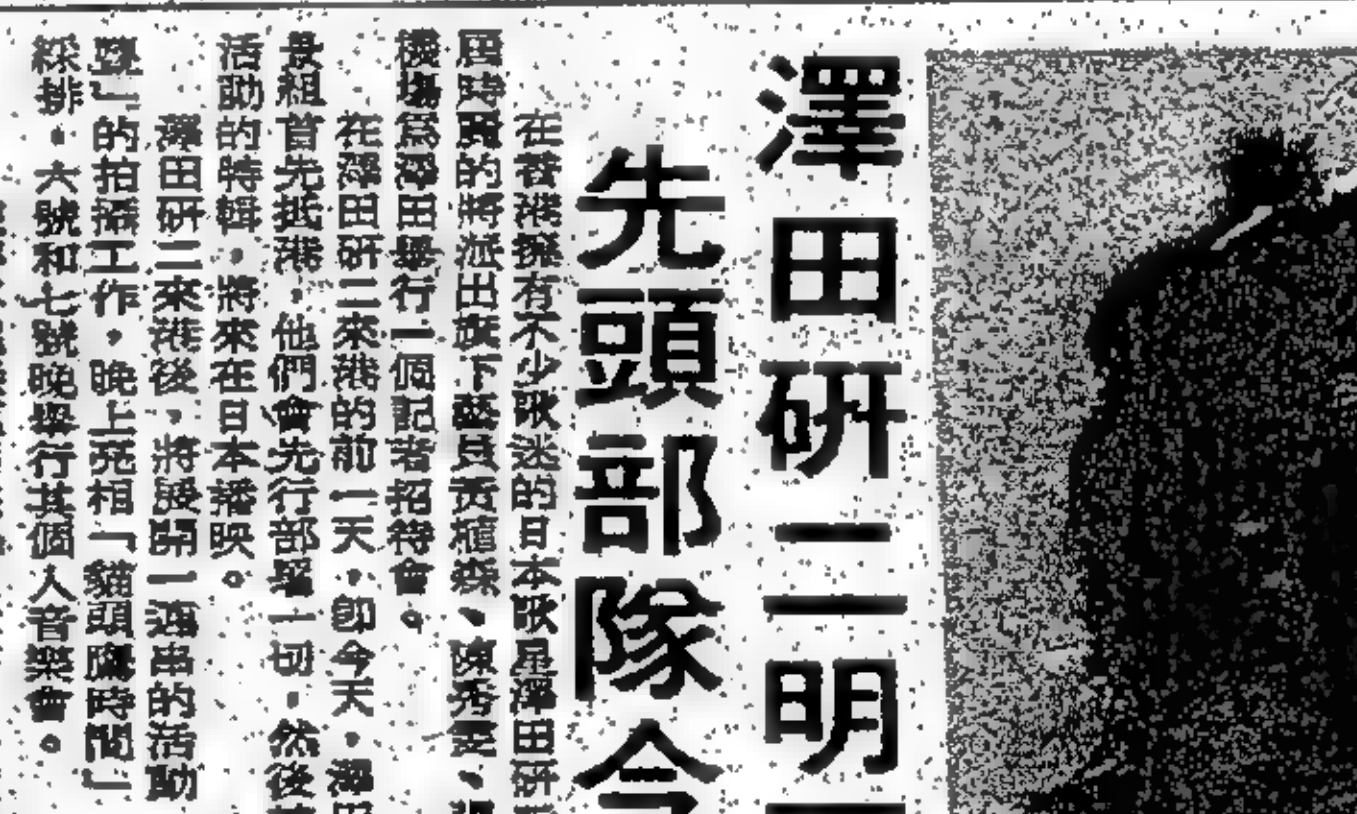 澤田研二明
先頭部隊今
在香港擁有不少歌迷的日本歌星澤田研
屆時寶的將派出旗下藝員黃植森、陳秀雯、
機塲爲澤田舉行一個記者招待會。
在澤田研二來港的前一天,卽今天,澤田
景組首先抵港,他們會先行部署一切,然後
活動的特輯,將來在日本播映。
澤田研二來港後,將展開一連串的活動
」的拍攝工作,晚上亮相「貓頭鷹時間」
綵排。六號和七號晚舉行其個人音樂會。